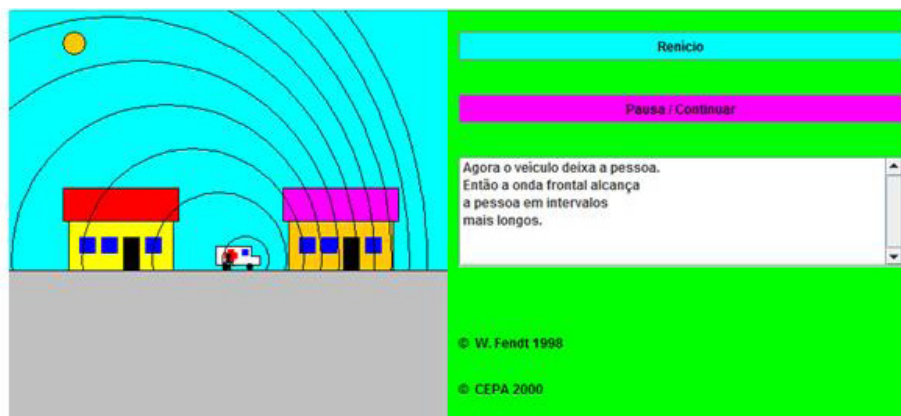 Renício
Pausa / Continuar
Agora o veículo deixa a pessoa.
Então a onda frontal alcança
a pessoa em intervalos
mais longos.
© W. Fendt 1998
© CEPA 2000